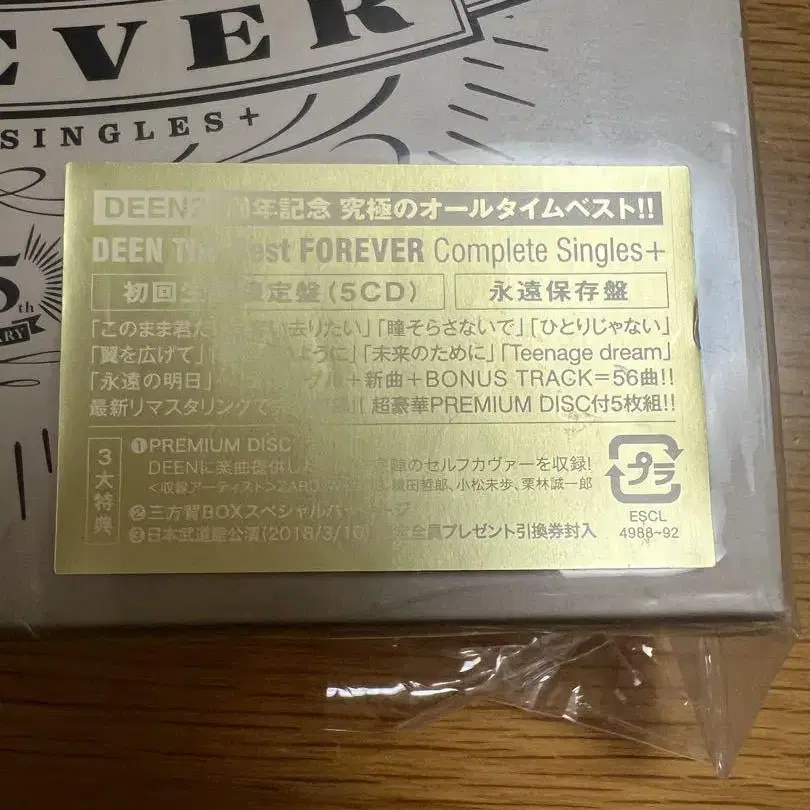 EVER
SINGLES+
5th
DEEN 年記念 究極のオールタイムベスト!!
DEEN The Best FOREVER Complete Singles+
初回生 定盤(5CD)
永遠保存盤
「このまま君だ い去りたい」「瞳そらさないで」「ひとりじゃない」
「翼を広げて」 ように」「未来のために」「Teenage dream」
「永遠の明日」 +新曲+BONUS TRACK=56曲!!
最新リマスタリングで 超豪華PREMIUM DISC付5枚組!!
3大特典
❶PREMIUM DISC
DEENに楽曲提供し 陣のセルフカヴァーを収録!
<収録アーティスト>ZARD 織田哲郎、小松未歩、栗林誠一郎
❷三方背BOXスペシャルパッケージ
❸日本武道館公演(2018/3/10 全員プレゼント引換券封入
プラ
ESCL
4988~92